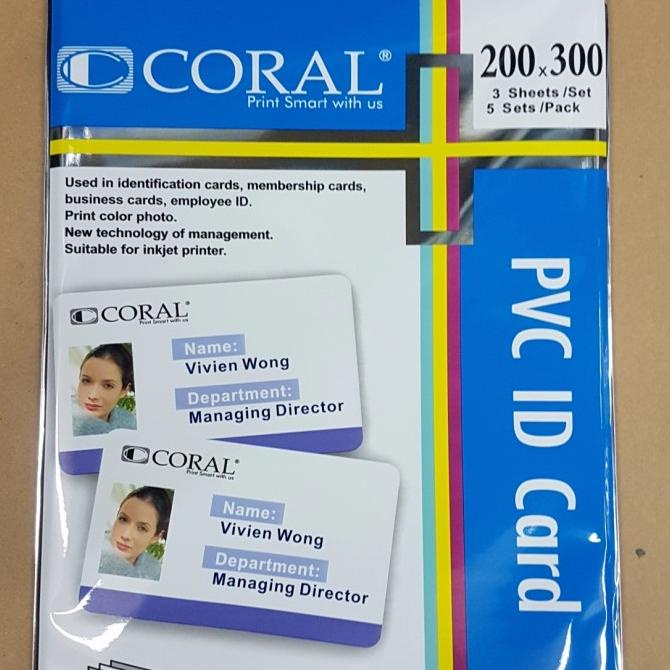 CORAL®
Print Smart with us
200x300
3 Sheets/Set
5 Sets/Pack
Used in identification cards, membership cards,
business cards, employee ID.
Print color photo.
New technology of management.
Suitable for inkjet printer.
PVC ID Card
CORAL®
Print Smart with us
Name:
Vivien Wong
Department:
Managing Director
CORAL®
Print Smart with us
Name:
Vivien Wong
Department:
Managing Director